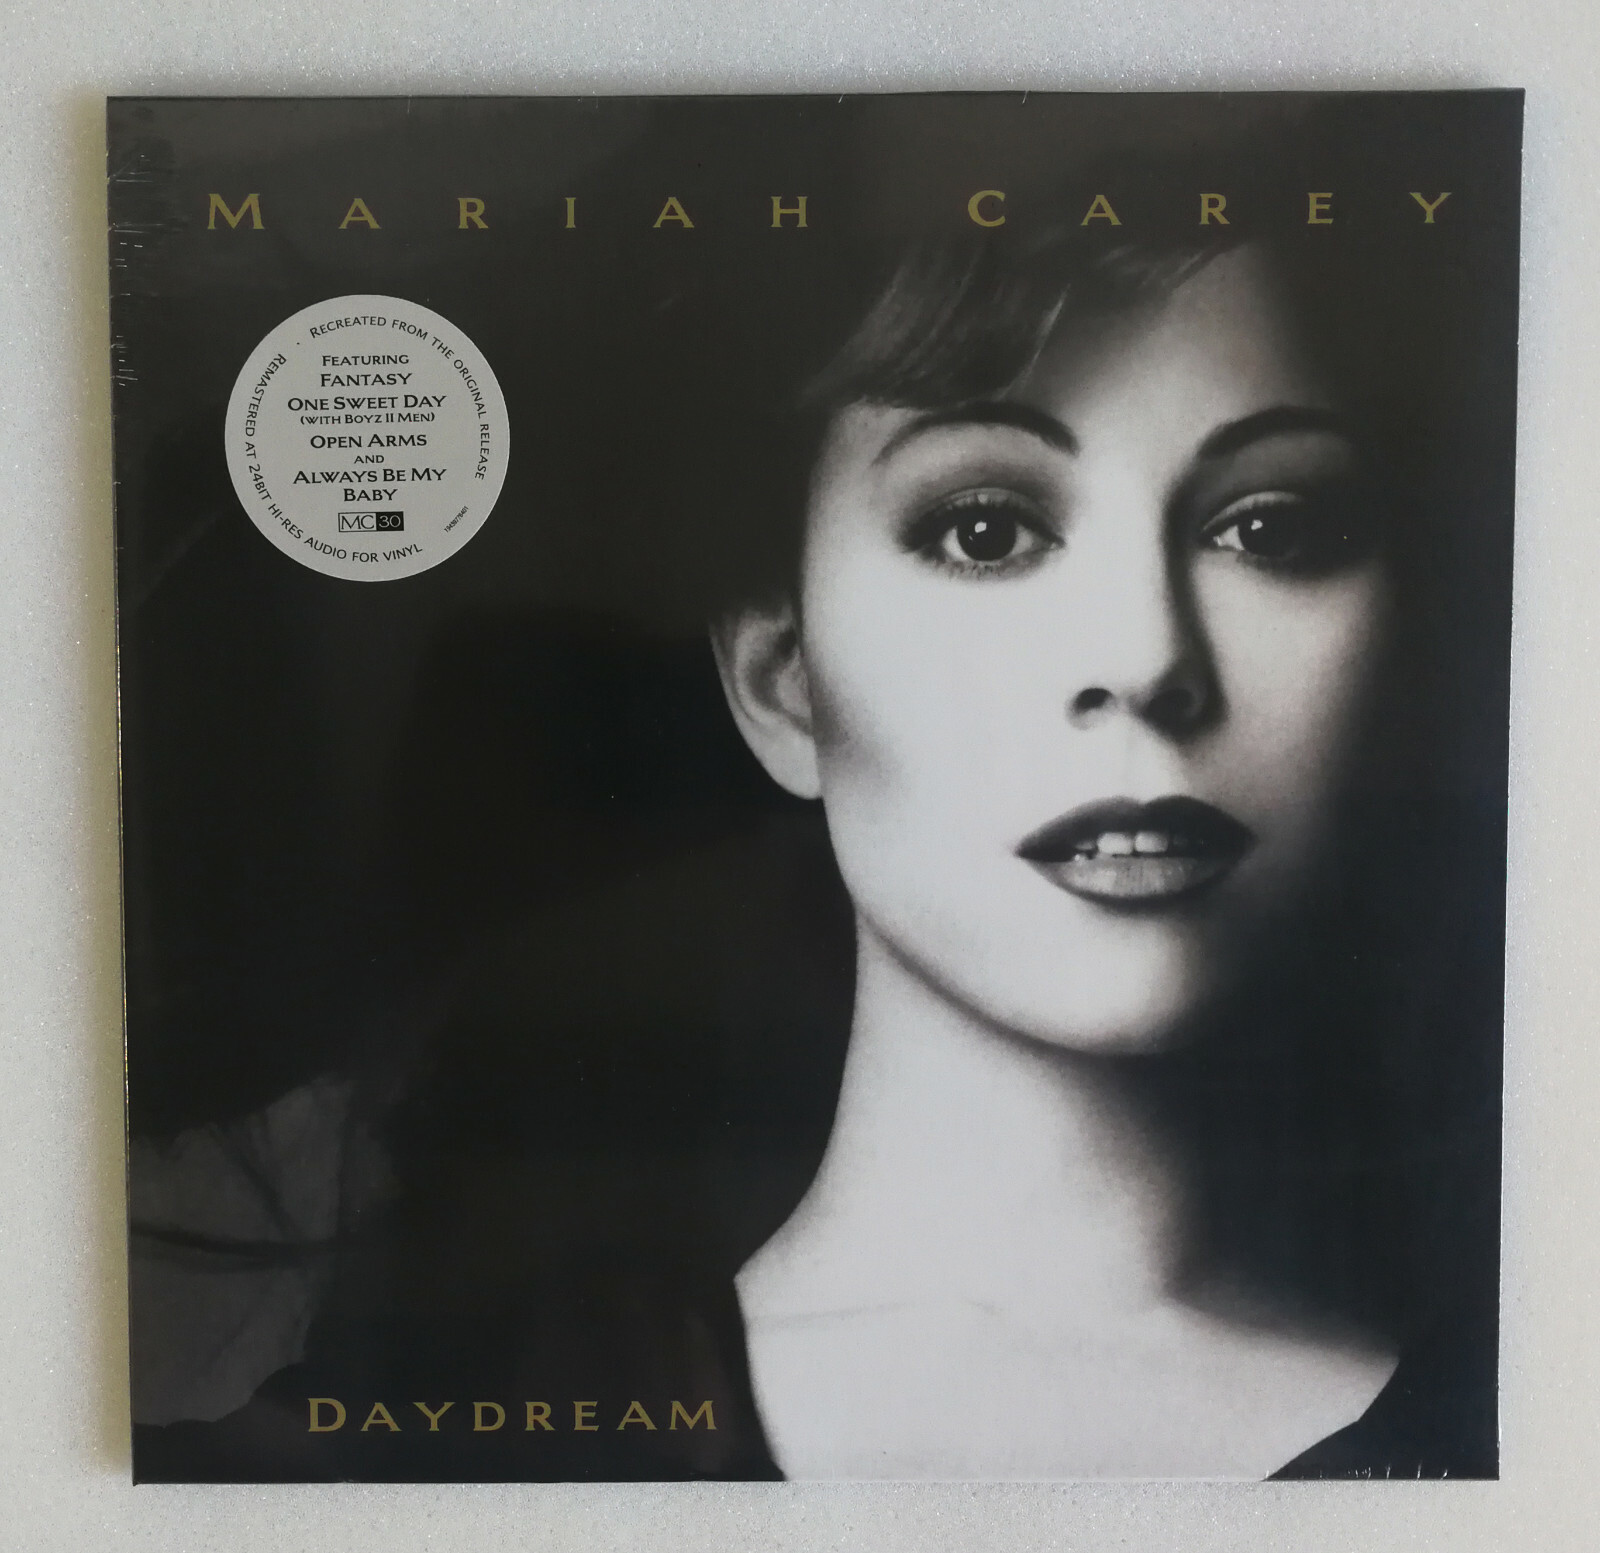 MARIAH CAREY
RECREATED FROM THE ORIGINAL RELEASE
FEATURING
FANTASY
ONE SWEET DAY
(WITH BOYZ II MEN)
OPEN ARMS
AND
ALWAYS BE MY
BABY
MC30
REMASTERED AT 24BIT HI-RES AUDIO FOR VINYL
DAYDREAM